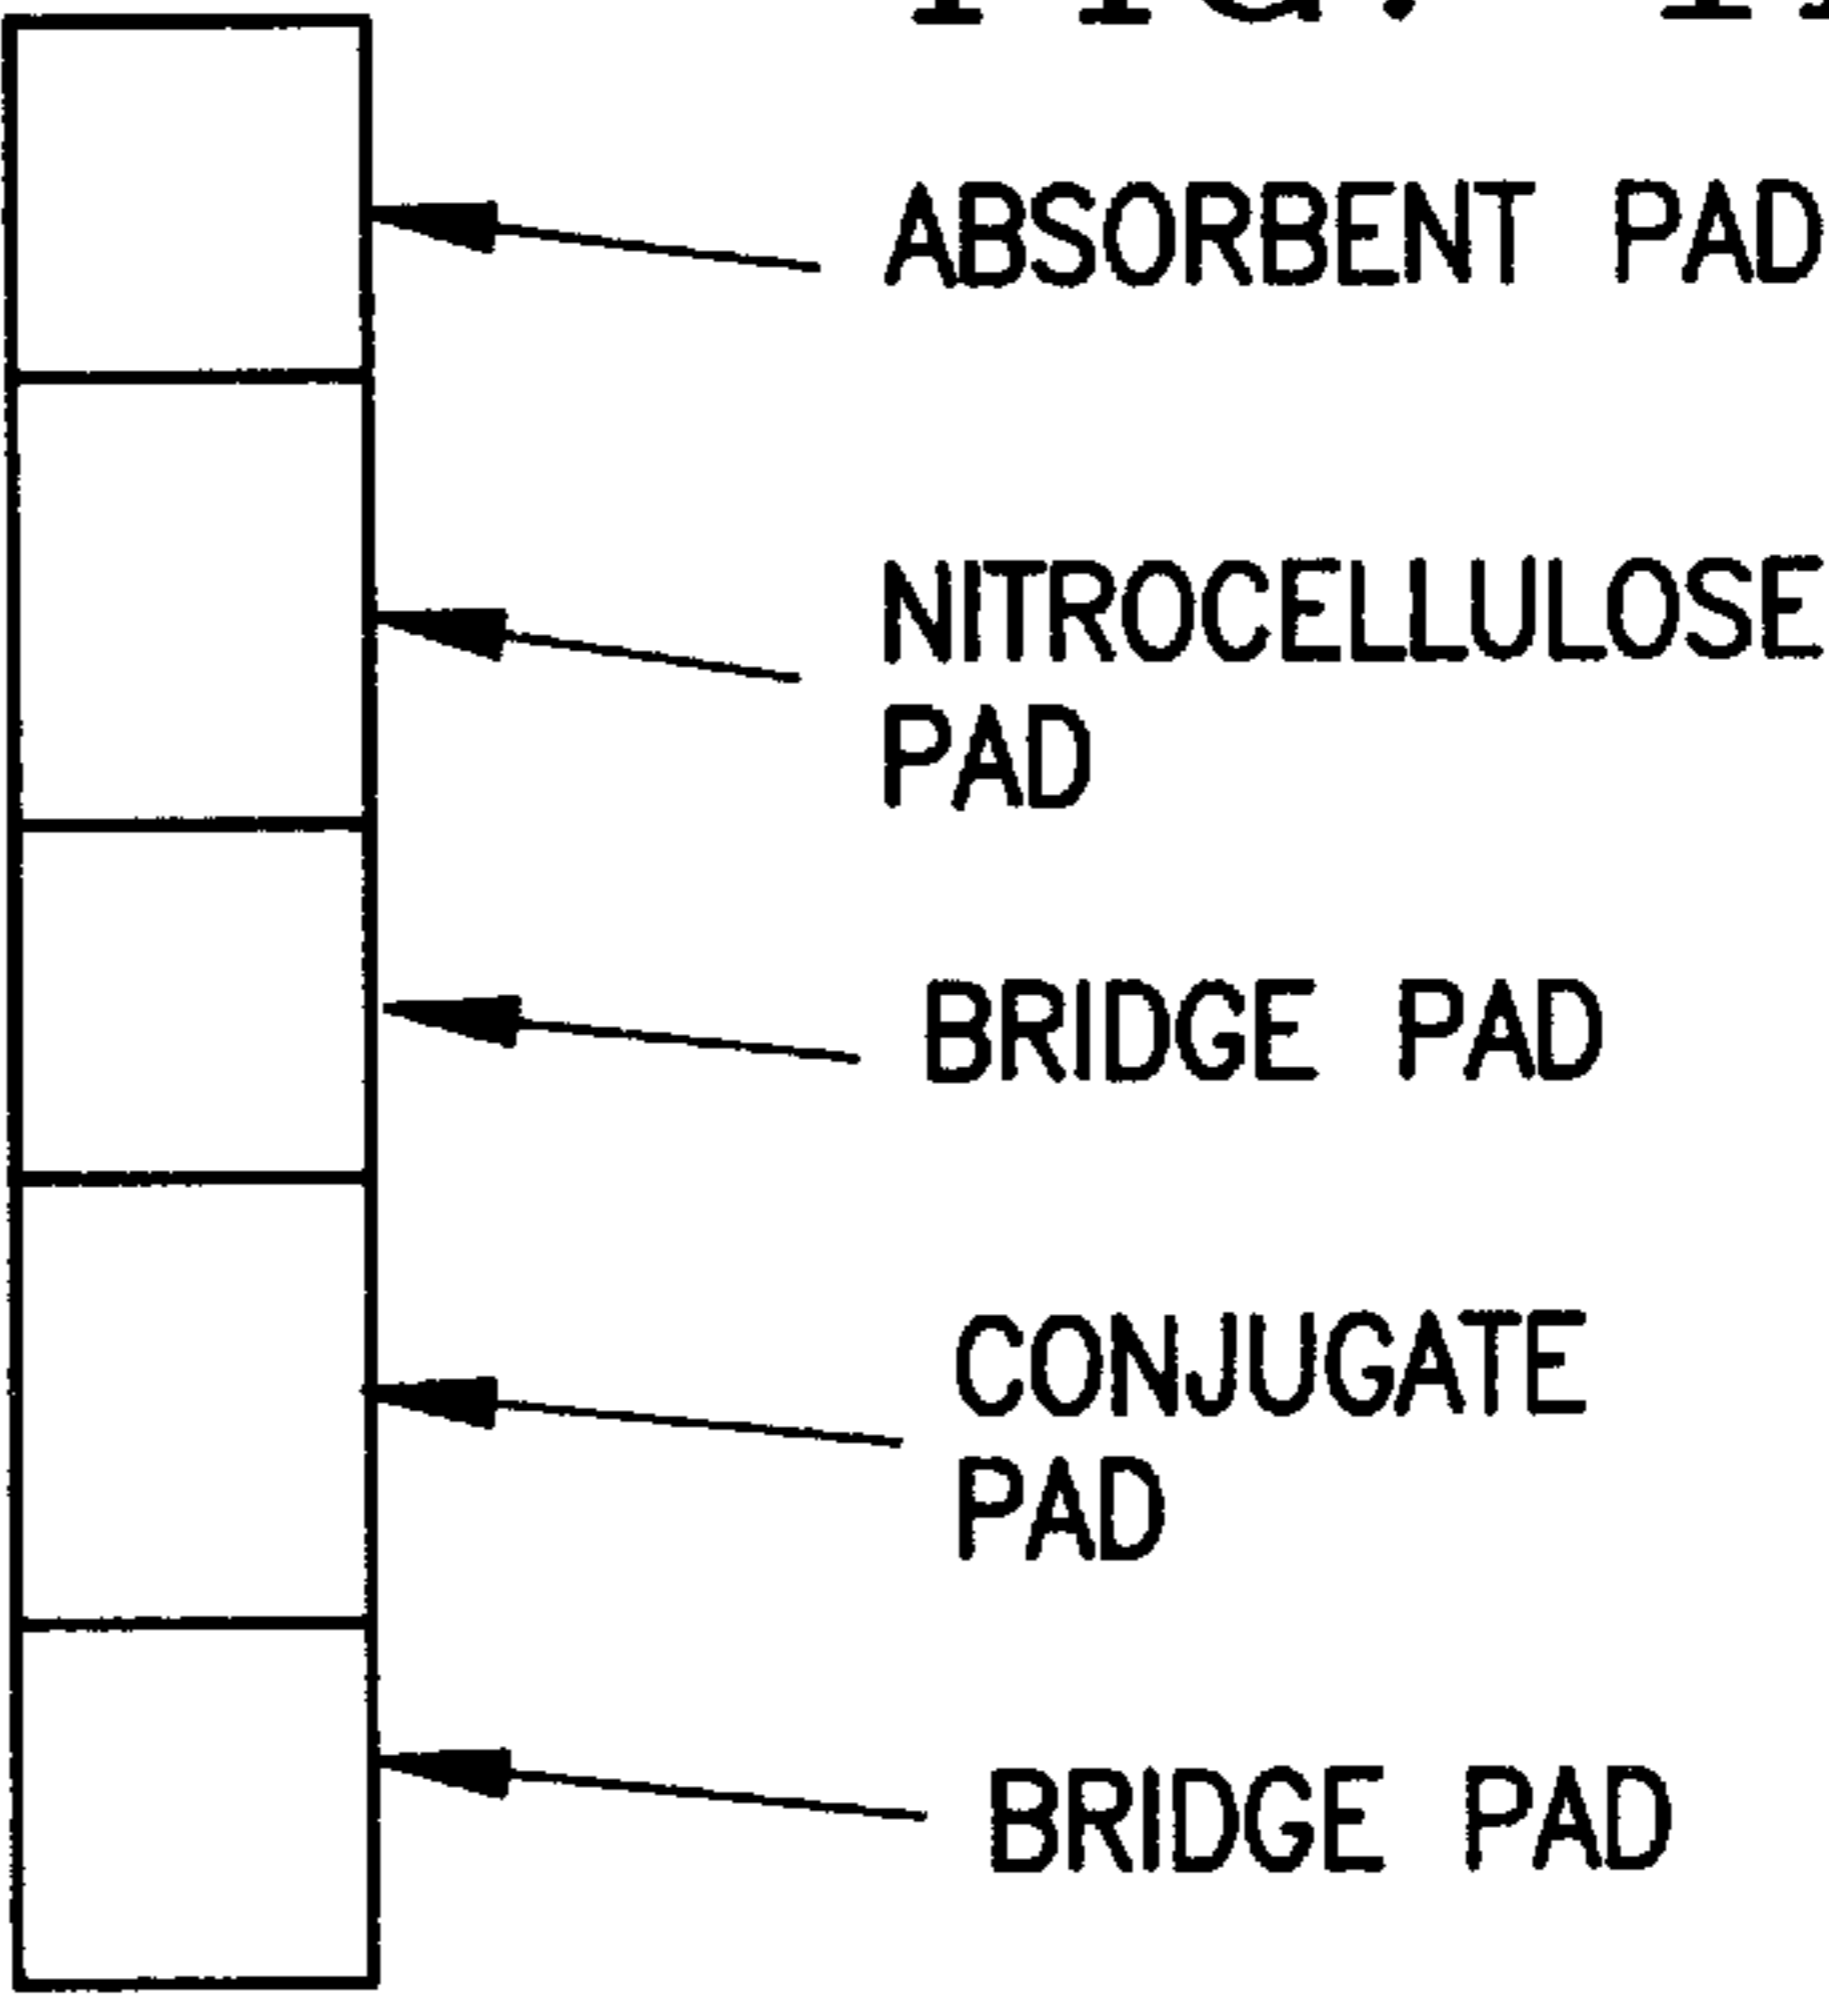 ABSORBENT PAD
NITROCELLULOSE
PAD
BRIDGE PAD
CONJUGATE
PAD
BRIDGE PAD